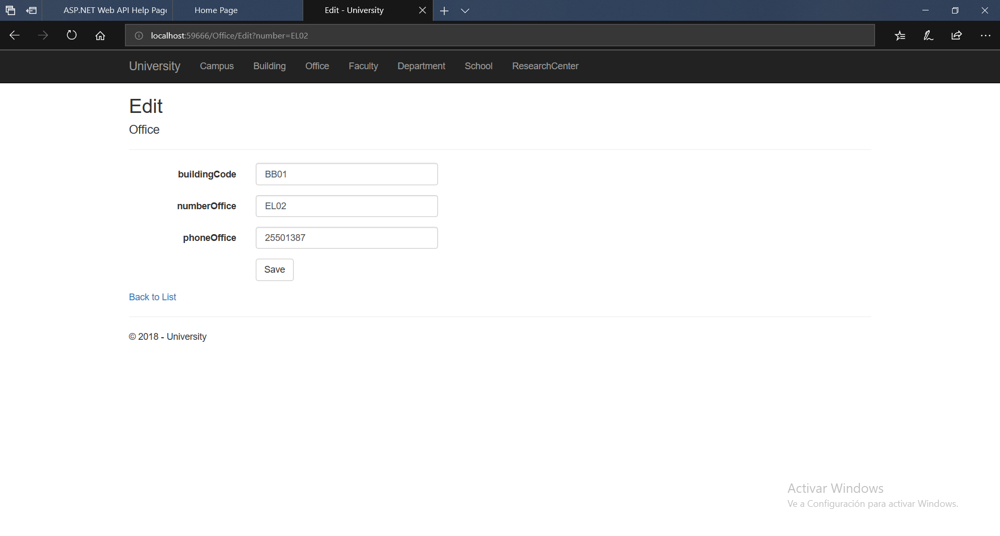 ASP.NET Web API Help Page
Home Page
Edit - University
localhost:59666/Office/Edit?number=EL02
University Campus Building Office Faculty Department School ResearchCenter
Edit
Office
buildingCode BB01
numberOffice EL02
phoneOffice 25501387
Save
Back to List
© 2018 - University
Activar Windows
Ve a Configuración para activar Windows.